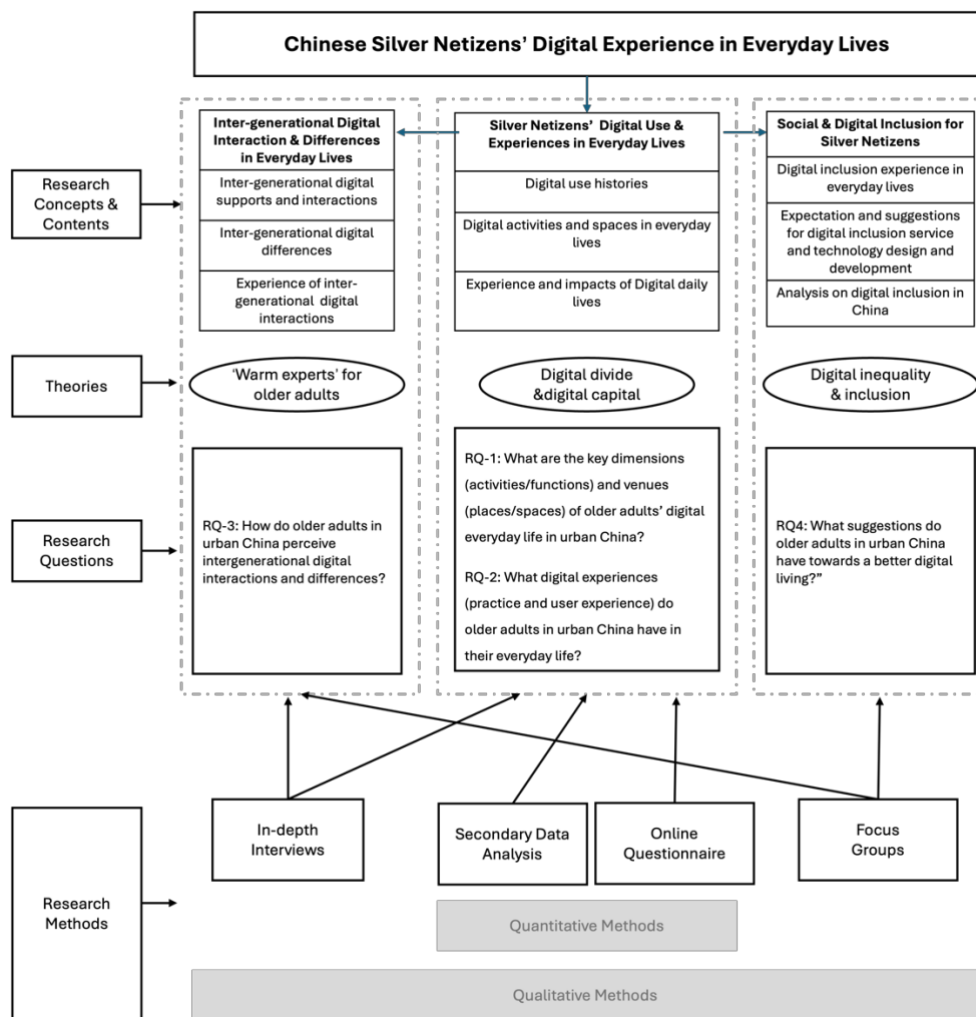 Chinese Silver Netizens’ Digital Experience in Everyday Lives
Research
Concepts &
Contents
Inter-generational Digital
Interaction & Differences
in Everyday Lives
Inter-generational digital
supports and interactions
Inter-generational digital
differences
Experience of inter-
generational digital
interactions
Silver Netizens’ Digital Use &
Experiences in Everyday Lives
Digital use histories
Digital activities and spaces in everyday
lives
Experience and impacts of Digital daily
lives
Social & Digital Inclusion for
Silver Netizens
Digital inclusion experience in
everyday lives
Expectation and suggestions
for digital inclusion service
and technology design and
development
Analysis on digital inclusion in
China
Theories
‘Warm experts’ for
older adults
Digital divide
&digital capital
Digital inequality
& inclusion
Research
Questions
RQ-3: How do older adults in
urban China perceive
intergenerational digital
interactions and differences?
RQ-1: What are the key dimensions
(activities/functions) and venues
(places/spaces) of older adults’ digital
everyday life in urban China?
RQ-2: What digital experiences
(practice and user experience) do
older adults in urban China have in
their everyday life?
RQ4: What suggestions do
older adults in urban China
have towards a better digital
living?”
Research
Methods
In-depth
Interviews
Secondary Data
Analysis
Online
Questionnaire
Focus
Groups
Quantitative Methods
Qualitative Methods